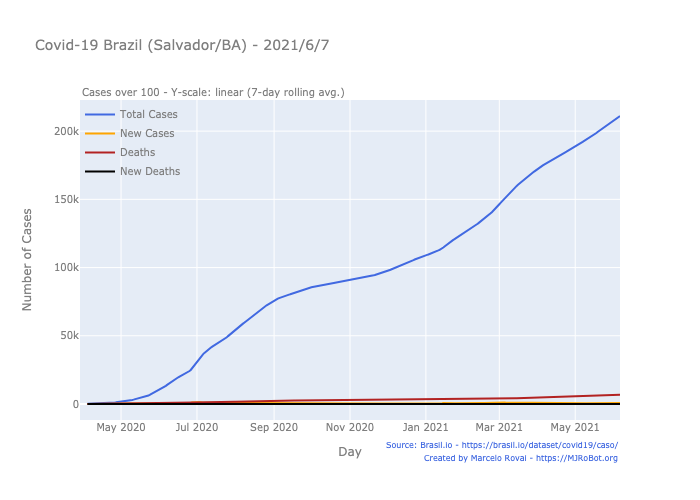 Covid-19 Brazil (Salvador/BA) - 2021/6/7
Cases over 100 - Y-scale: linear (7-day rolling avg.)
Total Cases
New Cases
Deaths
New Deaths
Number of Cases
200k
150k
100k
50k
0
May 2020 Jul 2020 Sep 2020 Nov 2020 Jan 2021 Mar 2021 May 2021
Day
Source: Brasil.io - https://brasil.io/dataset/covid19/caso/
Created by Marcelo Rovai - https://MJRoBot.org